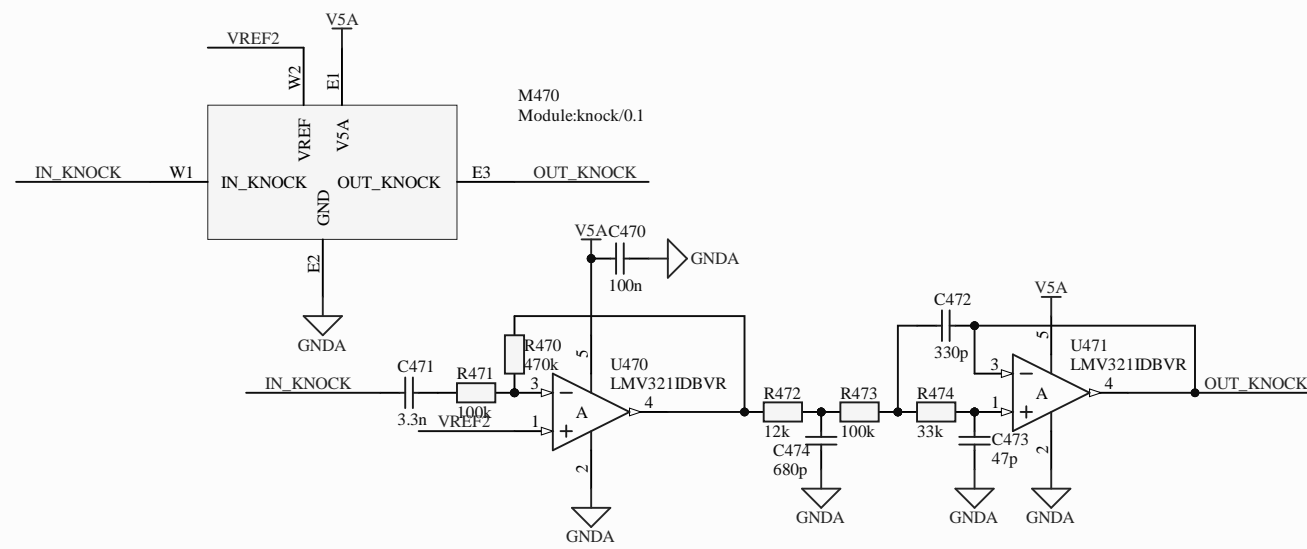 V5A
VREF2
W2
E1
M470
Module:knock/0.1
VREF
V5A
IN_KNOCK
W1
IN_KNOCK
OUT_KNOCK
E3
OUT_KNOCK
GND
E2
GNDA
V5A
C470
GNDA
100n
C472
V5A
330p
5
U471
LMV321IDBVR
R470
470k
5
U470
LMV321IDBVR
C471
R471
IN_KNOCK
3.3n
100k
3
A
4
VREF2
1
2
GNDA
R472
12k
R473
100k
R474
33k
C474
680p
GNDA
C473
47p
GNDA
3
A
4
OUT_KNOCK
1
2
GNDA